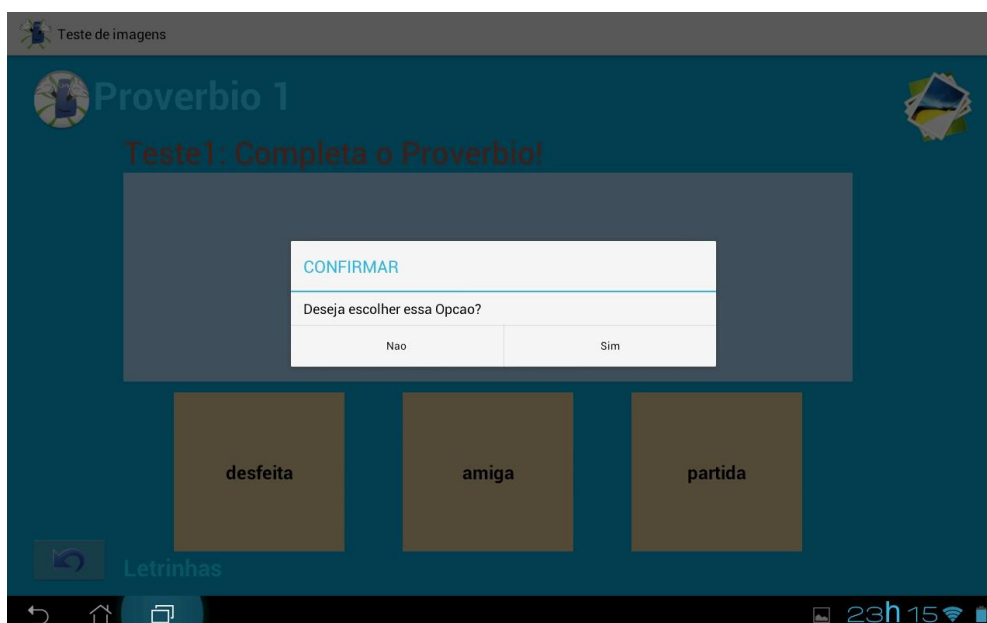 Teste de imagens
Proverbio 1
Teste1: Completa o Proverbio!
CONFIRMAR
Deseja escolher essa Opcao?
Nao Sim
desfeita amiga partida
Letrinhas
23h15